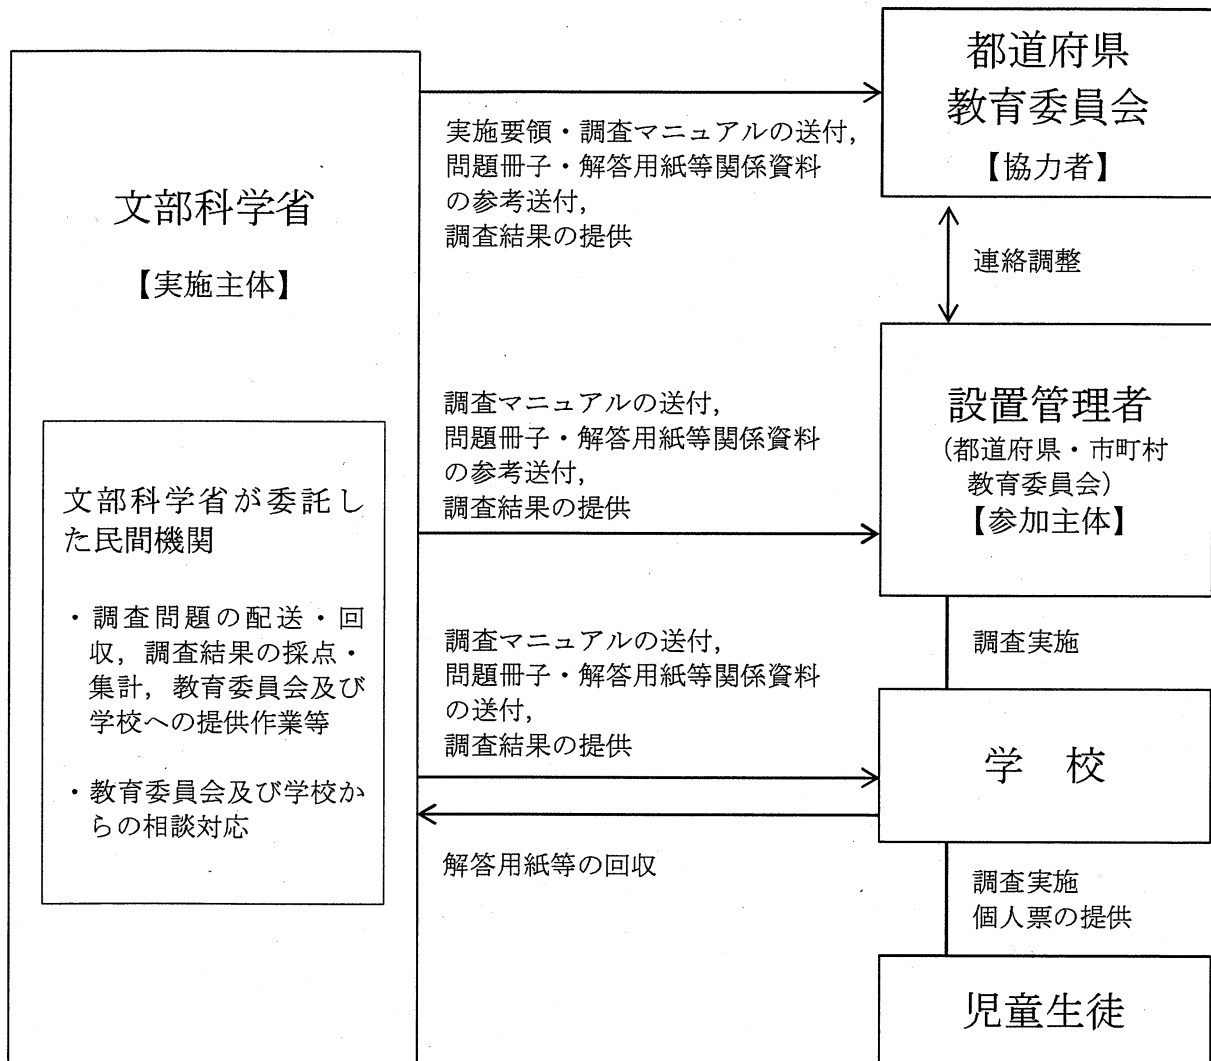 文部科学省
【実施主体】
文部科学省が委託し
た民間機関
・調査問題の配送・回
収，調査結果の採点・
集計，教育委員会及び
学校への提供作業等
・教育委員会及び学校か
らの相談対応
実施要領・調査マニュアルの送付，
問題冊子・解答用紙等関係資料
の参考送付，
調査結果の提供
調査マニュアルの送付，
問題冊子・解答用紙等関係資料
の参考送付，
調査結果の提供
調査マニュアルの送付，
問題冊子・解答用紙等関係資料
の送付，
調査結果の提供
解答用紙等の回収
都道府県
教育委員会
【協力者】
連絡調整
設置管理者
（都道府県・市町村
教育委員会）
【参加主体】
調査実施
学　校
調査実施
個人票の提供
児童生徒